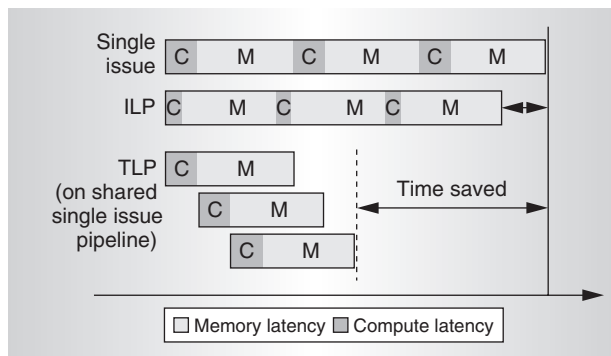 Single
issue
C M C M C M
ILP
C M C M C M
TLP
(on shared
single issue
pipeline)
C M
C M
C M
Time saved
Memory latency Compute latency